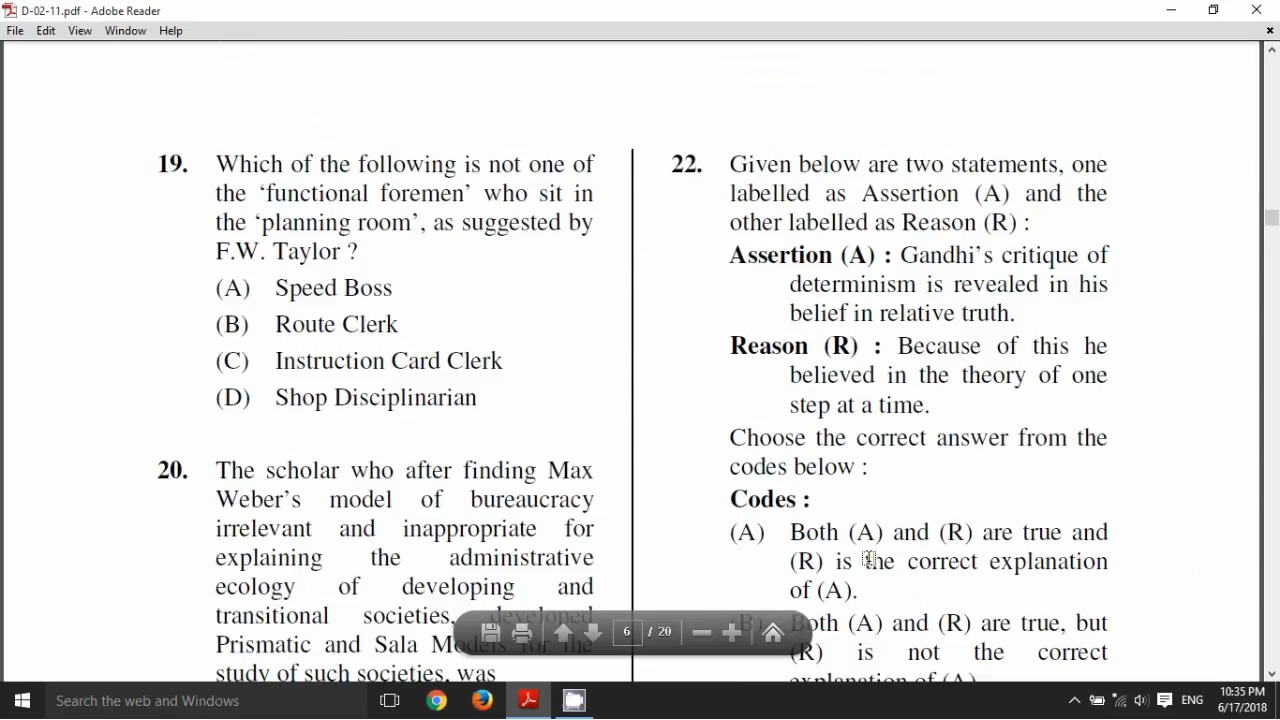 D-02-11.pdf - Adobe Reader
File Edit View Window Help
19. Which of the following is not one of
the ‘functional foremen’ who sit in
the ‘planning room’, as suggested by
F.W. Taylor ?
(A) Speed Boss
(B) Route Clerk
(C) Instruction Card Clerk
(D) Shop Disciplinarian
20. The scholar who after finding Max
Weber’s model of bureaucracy
irrelevant and inappropriate for
explaining the administrative
ecology of developing and
transitional societies, developed
Prismatic and Sala Models for the
study of such societies, was
22. Given below are two statements, one
labelled as Assertion (A) and the
other labelled as Reason (R) :
Assertion (A) : Gandhi’s critique of
determinism is revealed in his
belief in relative truth.
Reason (R) : Because of this he
believed in the theory of one
step at a time.
Choose the correct answer from the
codes below :
Codes :
(A) Both (A) and (R) are true and
(R) is the correct explanation
of (A).
(B) Both (A) and (R) are true, but
(R) is not the correct
explanation of (A).
6 / 20
Search the web and Windows
ENG
10:35 PM
6/17/2018